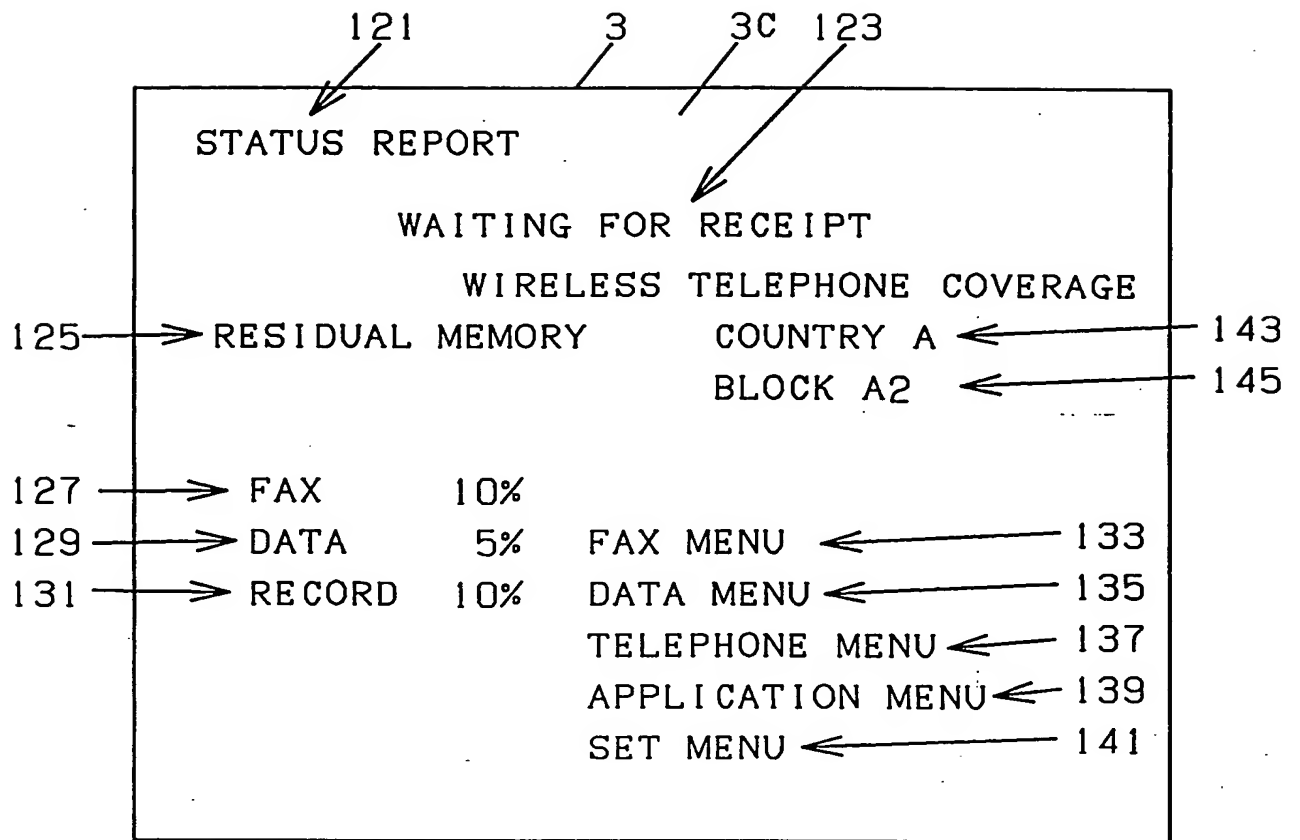 121 3 3C 123
STATUS REPORT
WAITING FOR RECEIPT
WIRELESS TELEPHONE COVERAGE
125 RESIDUAL MEMORY COUNTRY A 143
BLOCK A2 145
127 FAX 10%
129 DATA 5% FAX MENU 133
131 RECORD 10% DATA MENU 135
TELEPHONE MENU 137
APPLICATION MENU 139
SET MENU 141